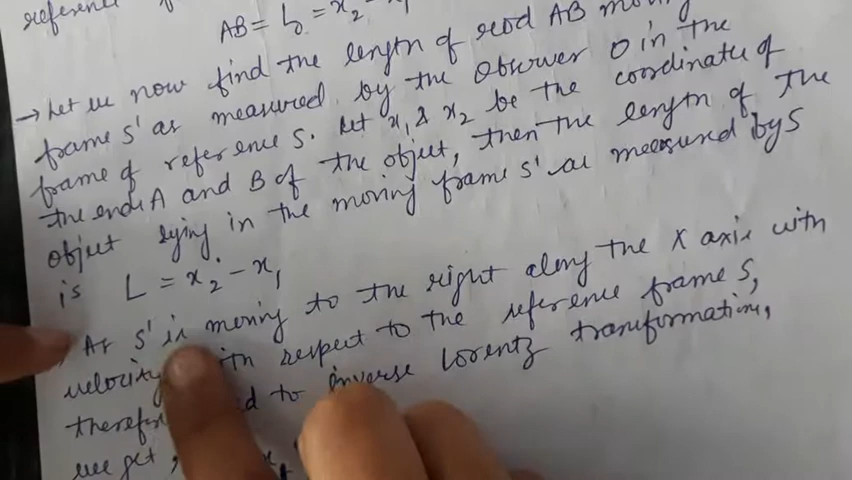 reference
AB = L₀ = x₂ -
→ Let us now find the length of rod AB
frame S' as measured by the Observer O in the
frame of reference S. Let x₁ & x₂ be the coordinate of
the ends A and B of the object, then the length of the
object lying in the moving frame S' as measured by S
is L = x₂ - x₁
As S' is moving to the right along the X axis with
velocity with respect to the reference frame S,
to inverse Lorentz transformation,
we get,